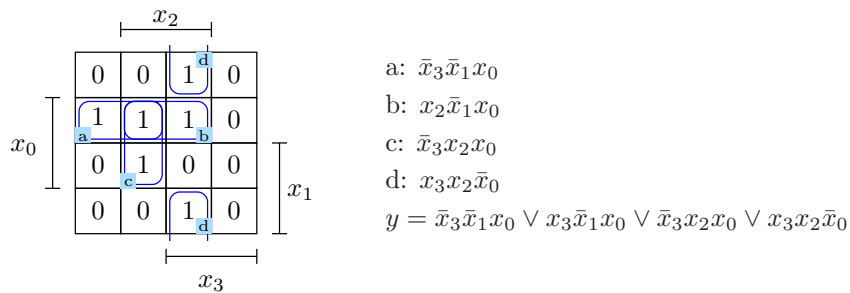 x₂
0 0 1 0
d
1 1 1 0
a b
x₀
0 1 0 0
c
x₁
0 0 1 0
d
x₃
a: x̄₃x̄₁x₀
b: x₂x̄₁x₀
c: x̄₃x₂x₀
d: x₃x₂x̄₀
y = x̄₃x̄₁x₀ ∨ x₃x̄₁x₀ ∨ x̄₃x₂x₀ ∨ x₃x₂x̄₀